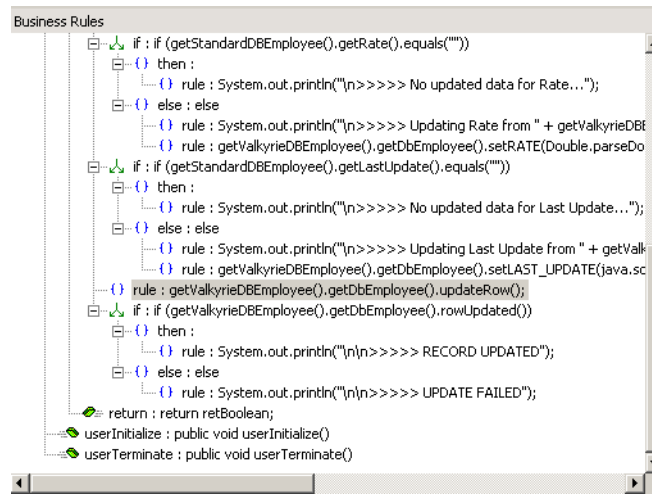 Business Rules
if : if (getStandardDBEmployee().getRate().equals(""))
then :
rule : System.out.println("\n>>>>> No updated data for Rate...");
else : else
rule : System.out.println("\n>>>>> Updating Rate from " + getValkyrieDBE
rule : getValkyrieDBEmployee().getDbEmployee().setRATE(Double.parseDo
if : if (getStandardDBEmployee().getLastUpdate().equals(""))
then :
rule : System.out.println("\n>>>>> No updated data for Last Update...");
else : else
rule : System.out.println("\n>>>>> Updating Last Update from " + getValk
rule : getValkyrieDBEmployee().getDbEmployee().setLAST_UPDATE(java.sc
rule : getValkyrieDBEmployee().getDbEmployee().updateRow();
if : if (getValkyrieDBEmployee().getDbEmployee().rowUpdated())
then :
rule : System.out.println("\n\n>>>>> RECORD UPDATED");
else : else
rule : System.out.println("\n\n>>>>> UPDATE FAILED");
return : return retBoolean;
userInitialize : public void userInitialize()
userTerminate : public void userTerminate()